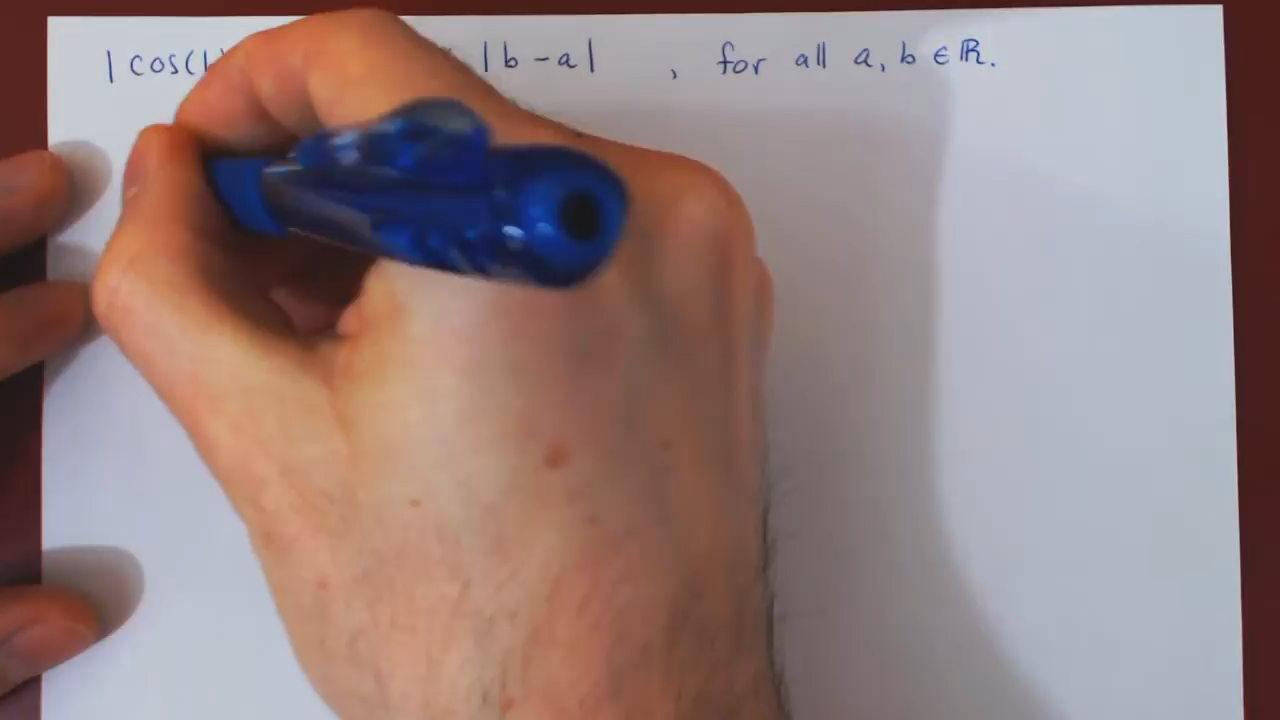 |cos( |b-a| , for all a, b ∈ ℝ.